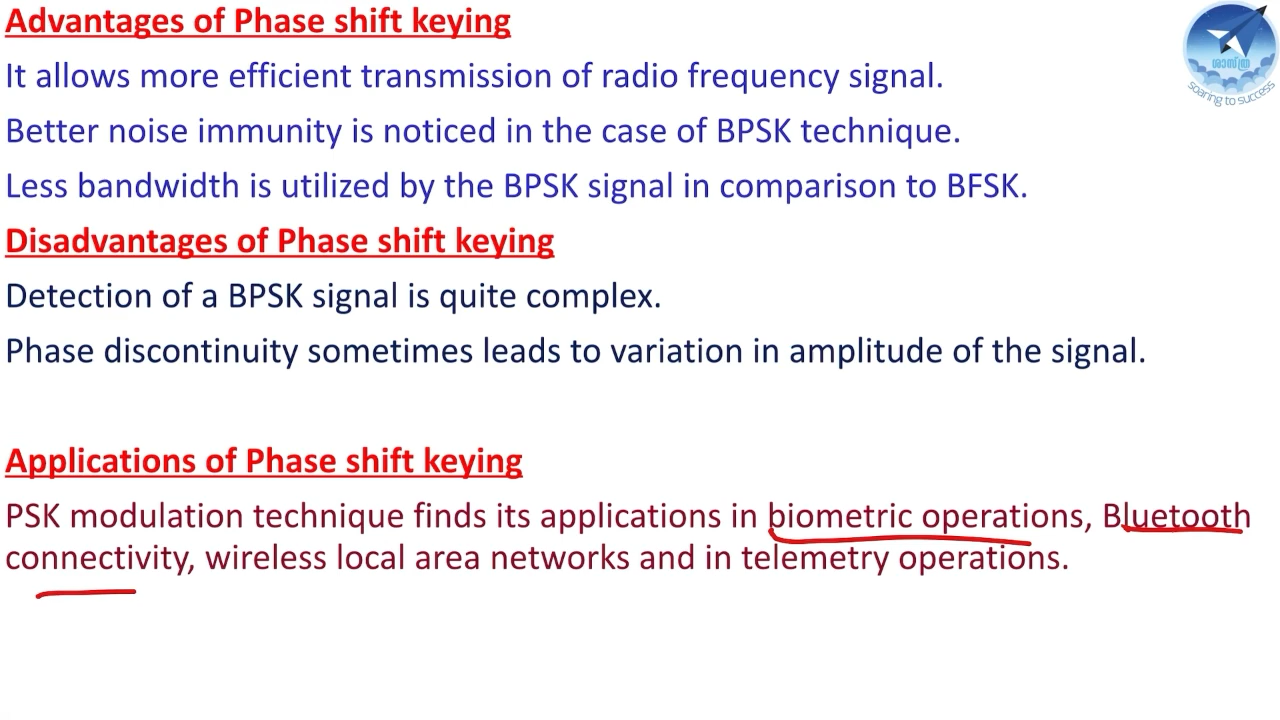 Advantages of Phase shift keying
It allows more efficient transmission of radio frequency signal.
Better noise immunity is noticed in the case of BPSK technique.
Less bandwidth is utilized by the BPSK signal in comparison to BFSK.
Disadvantages of Phase shift keying
Detection of a BPSK signal is quite complex.
Phase discontinuity sometimes leads to variation in amplitude of the signal.
Applications of Phase shift keying
PSK modulation technique finds its applications in biometric operations, Bluetooth
connectivity, wireless local area networks and in telemetry operations.
ശാസ്ത്ര
soaring to success